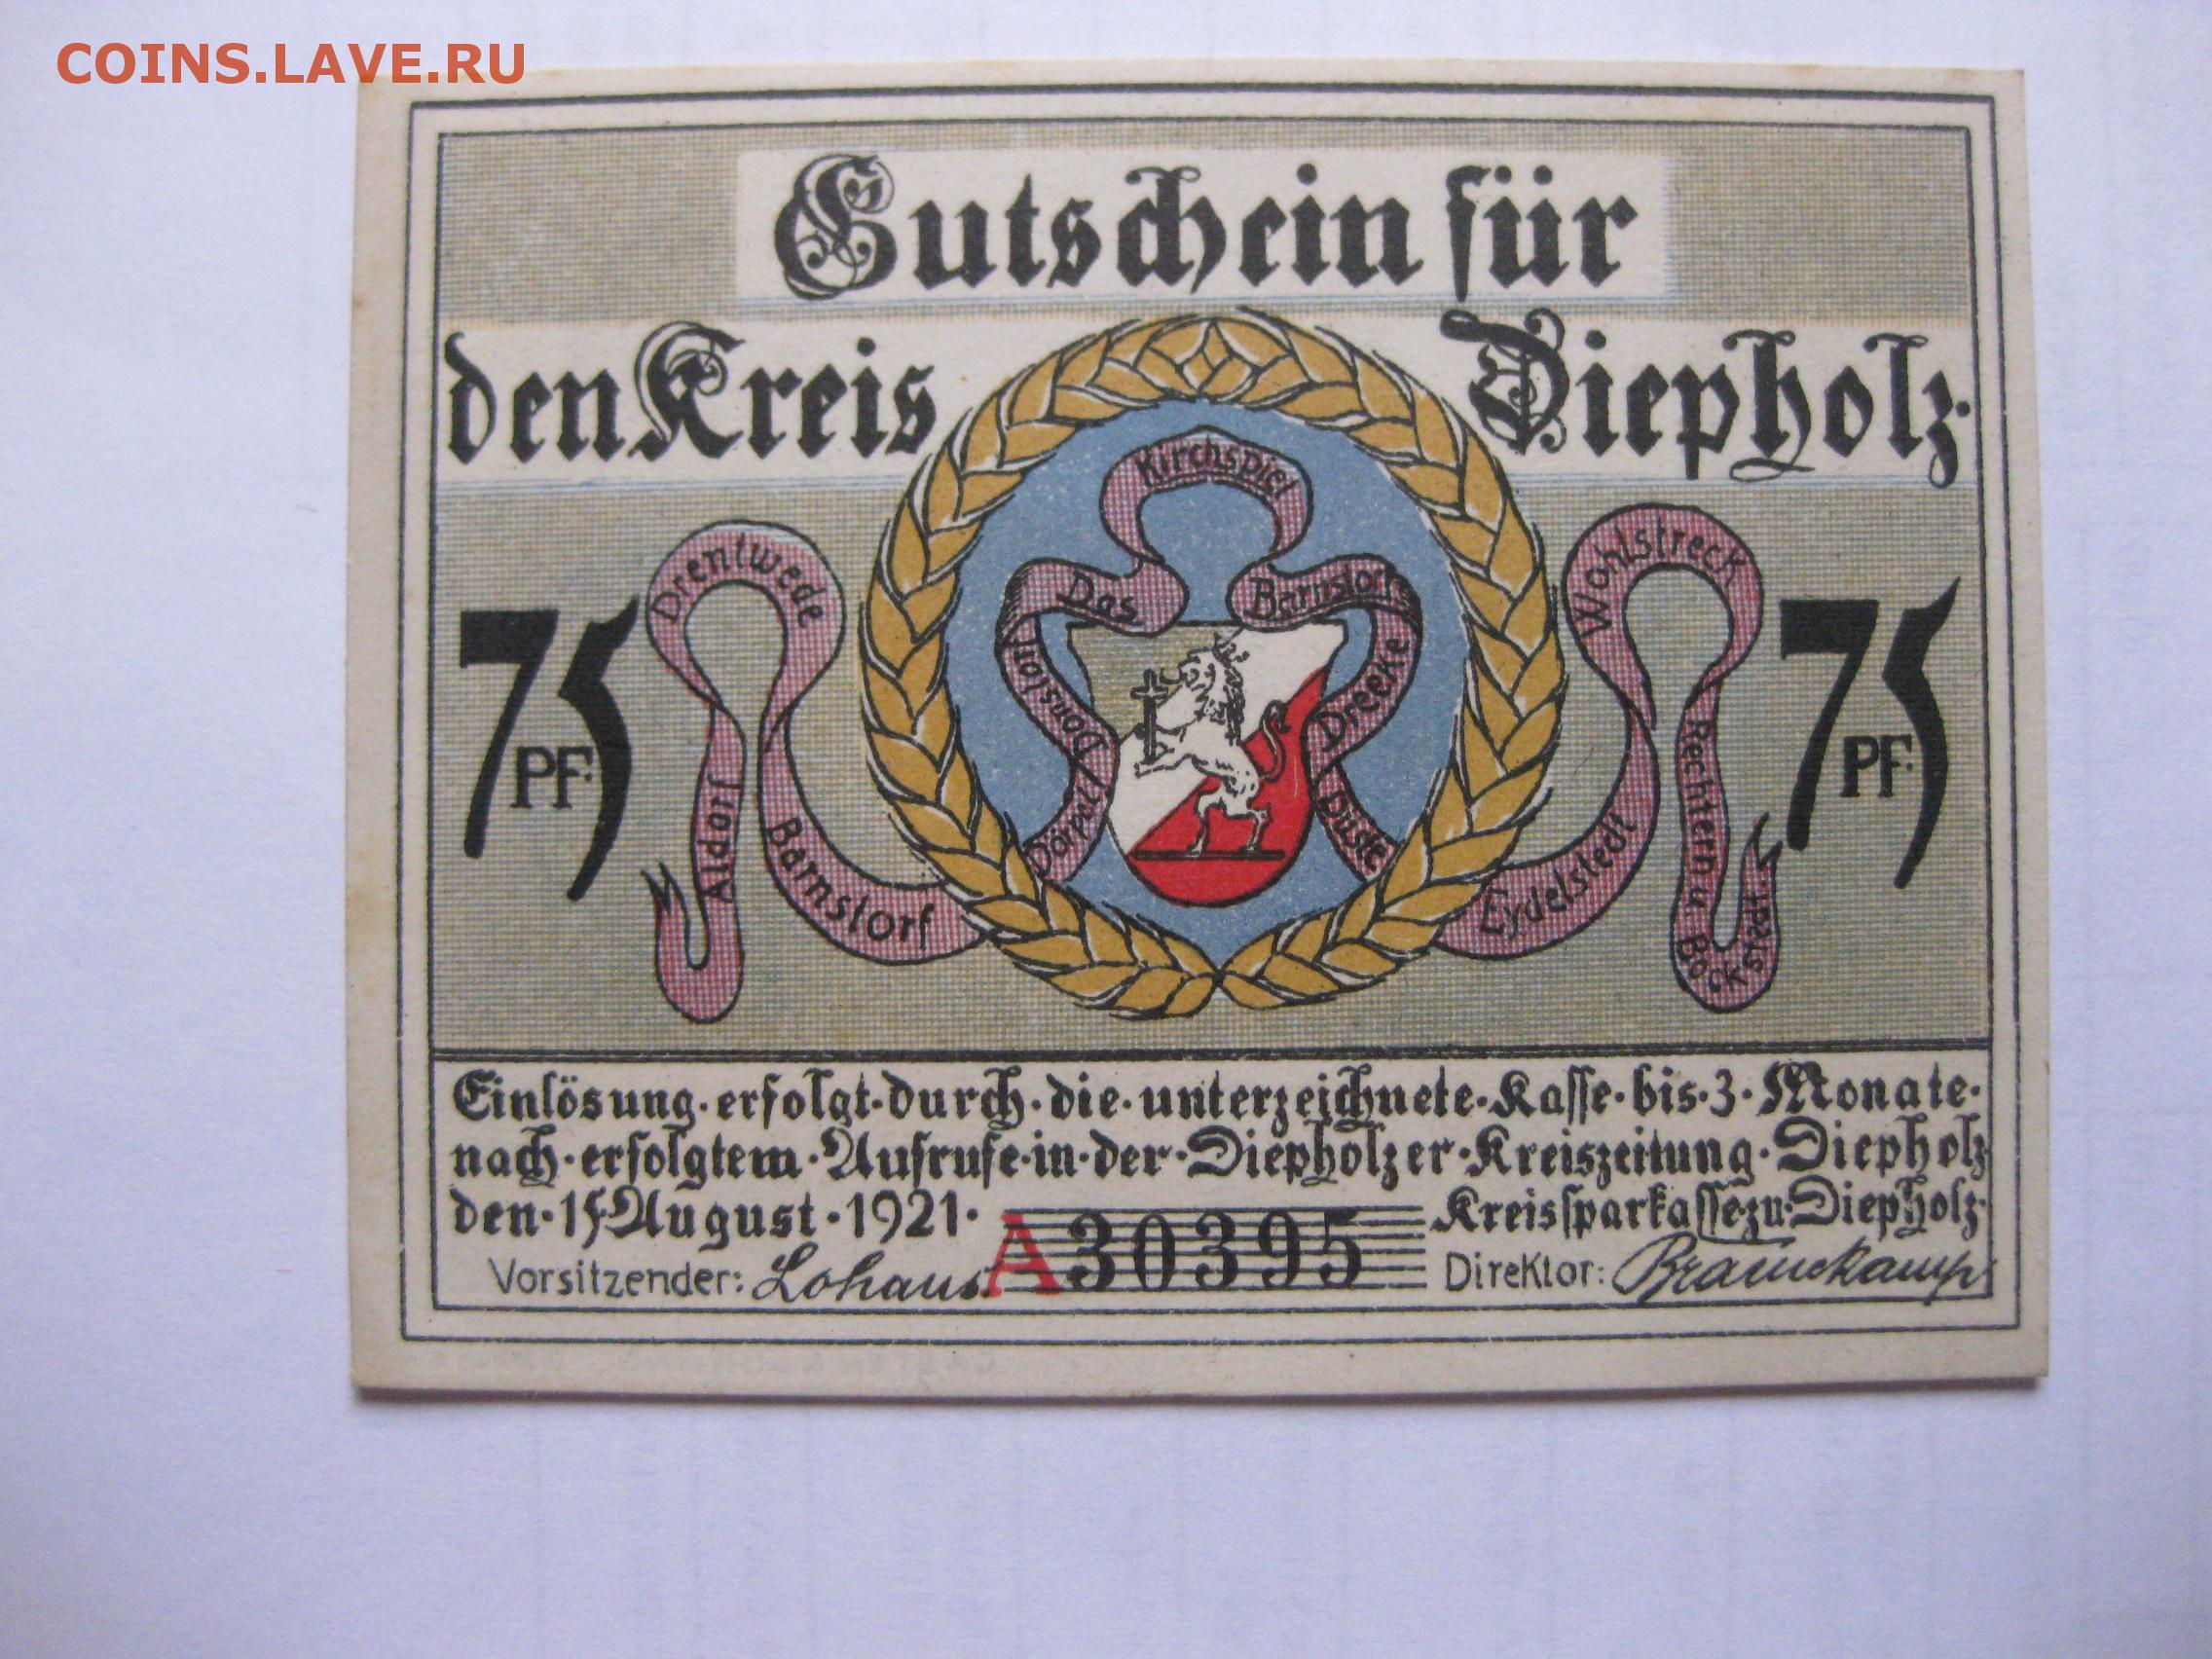 COINS.LAVE.RU
Gutschein für
den Kreis Diepholz.
Kirchspiel
Das Barnstorf
Drentwede
Wohlstreck
75 PF.
75 PF.
Donstorf
Dreeke
Rechtern u. Bockstedt.
Aldorf
Barnstorf
Dörpel
Düste
Eydelstedt
Einlösung·erfolgt·durch·die·unterzeichnete·Kasse·bis·3·Monate·
nach·erfolgtem·Aufrufe·in·der·Diepholzer·Kreiszeitung·Diepholz
den·15·August·1921· Kreissparkasse·zu·Diepholz·
Vorsitzender: Lohaus. A 30395 Direktor: